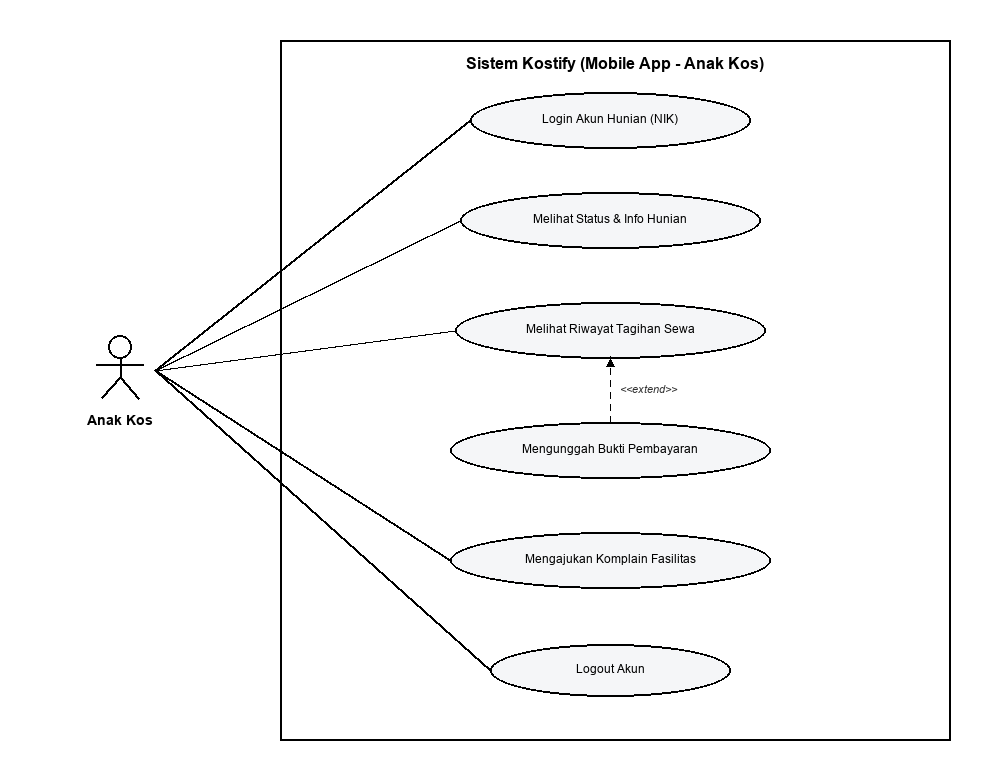 Sistem Kostify (Mobile App - Anak Kos)
Login Akun Hunian (NIK)
Melihat Status & Info Hunian
Melihat Riwayat Tagihan Sewa
<<extend>>
Anak Kos
Mengunggah Bukti Pembayaran
Mengajukan Komplain Fasilitas
Logout Akun